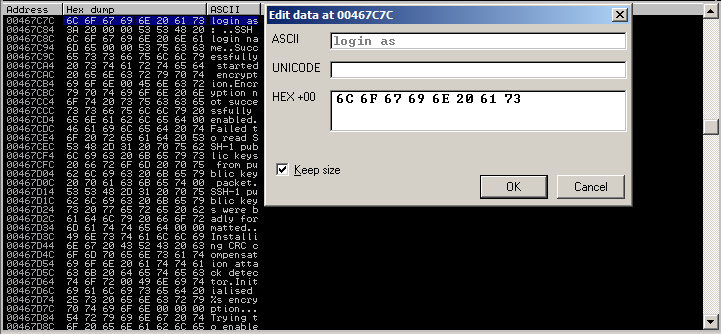 Address Hex dump ASCII
00467C7C 6C 6F 67 69 6E 20 61 73 login as
00467C84 3A 20 00 00 53 53 48 20 : ..SSH
00467C8C 6C 6F 67 69 6E 20 6E 61 login na
00467C94 6D 65 00 00 53 75 63 63 me..Succ
00467C9C 65 73 73 66 75 6C 6C 79 essfully
00467CA4 20 73 74 61 72 74 65 64 started
00467CAC 20 65 6E 63 72 79 70 74 encrypt
00467CB4 69 6F 6E 00 45 6E 63 72 ion.Encr
00467CBC 79 70 74 69 6F 6E 20 6E yption n
00467CC4 6F 74 20 73 75 63 63 65 ot succe
00467CCC 73 73 66 75 6C 6C 79 20 ssfully
00467CD4 65 6E 61 62 6C 65 64 00 enabled.
00467CDC 46 61 69 6C 65 64 20 74 Failed t
00467CE4 6F 20 72 65 61 64 20 53 o read S
00467CEC 53 48 2D 31 20 70 75 62 SH-1 pub
00467CF4 6C 69 63 20 6B 65 79 73 lic keys
00467CFC 20 66 72 6F 6D 20 70 75 from pu
00467D04 62 6C 69 63 20 6B 65 79 blic key
00467D0C 20 70 61 63 6B 65 74 00 packet.
00467D14 53 53 48 2D 31 20 70 75 SSH-1 pu
00467D1C 62 6C 69 63 20 6B 65 79 blic key
00467D24 73 20 77 65 72 65 20 62 s were b
00467D2C 61 64 6C 79 20 66 6F 72 adly for
00467D34 6D 61 74 74 65 64 00 00 matted..
00467D3C 49 6E 73 74 61 6C 6C 69 Installi
00467D44 6E 67 20 43 52 43 20 63 ng CRC c
00467D4C 6F 6D 70 65 6E 73 61 74 ompensat
00467D54 69 6F 6E 20 61 74 74 61 ion atta
00467D5C 63 6B 20 64 65 74 65 63 ck detec
00467D64 74 6F 72 00 49 6E 69 74 tor.Init
00467D6C 69 61 6C 69 73 65 64 20 ialised
00467D74 25 73 20 65 6E 63 72 79 %s encry
00467D7C 70 74 69 6F 6E 00 00 00 ption...
00467D84 54 72 79 69 6E 67 20 74 Trying t
00467D8C 6F 20 65 6E 61 62 6C 65 o enable
Edit data at 00467C7C
ASCII login as
UNICODE
HEX +00 6C 6F 67 69 6E 20 61 73
Keep size
OK Cancel